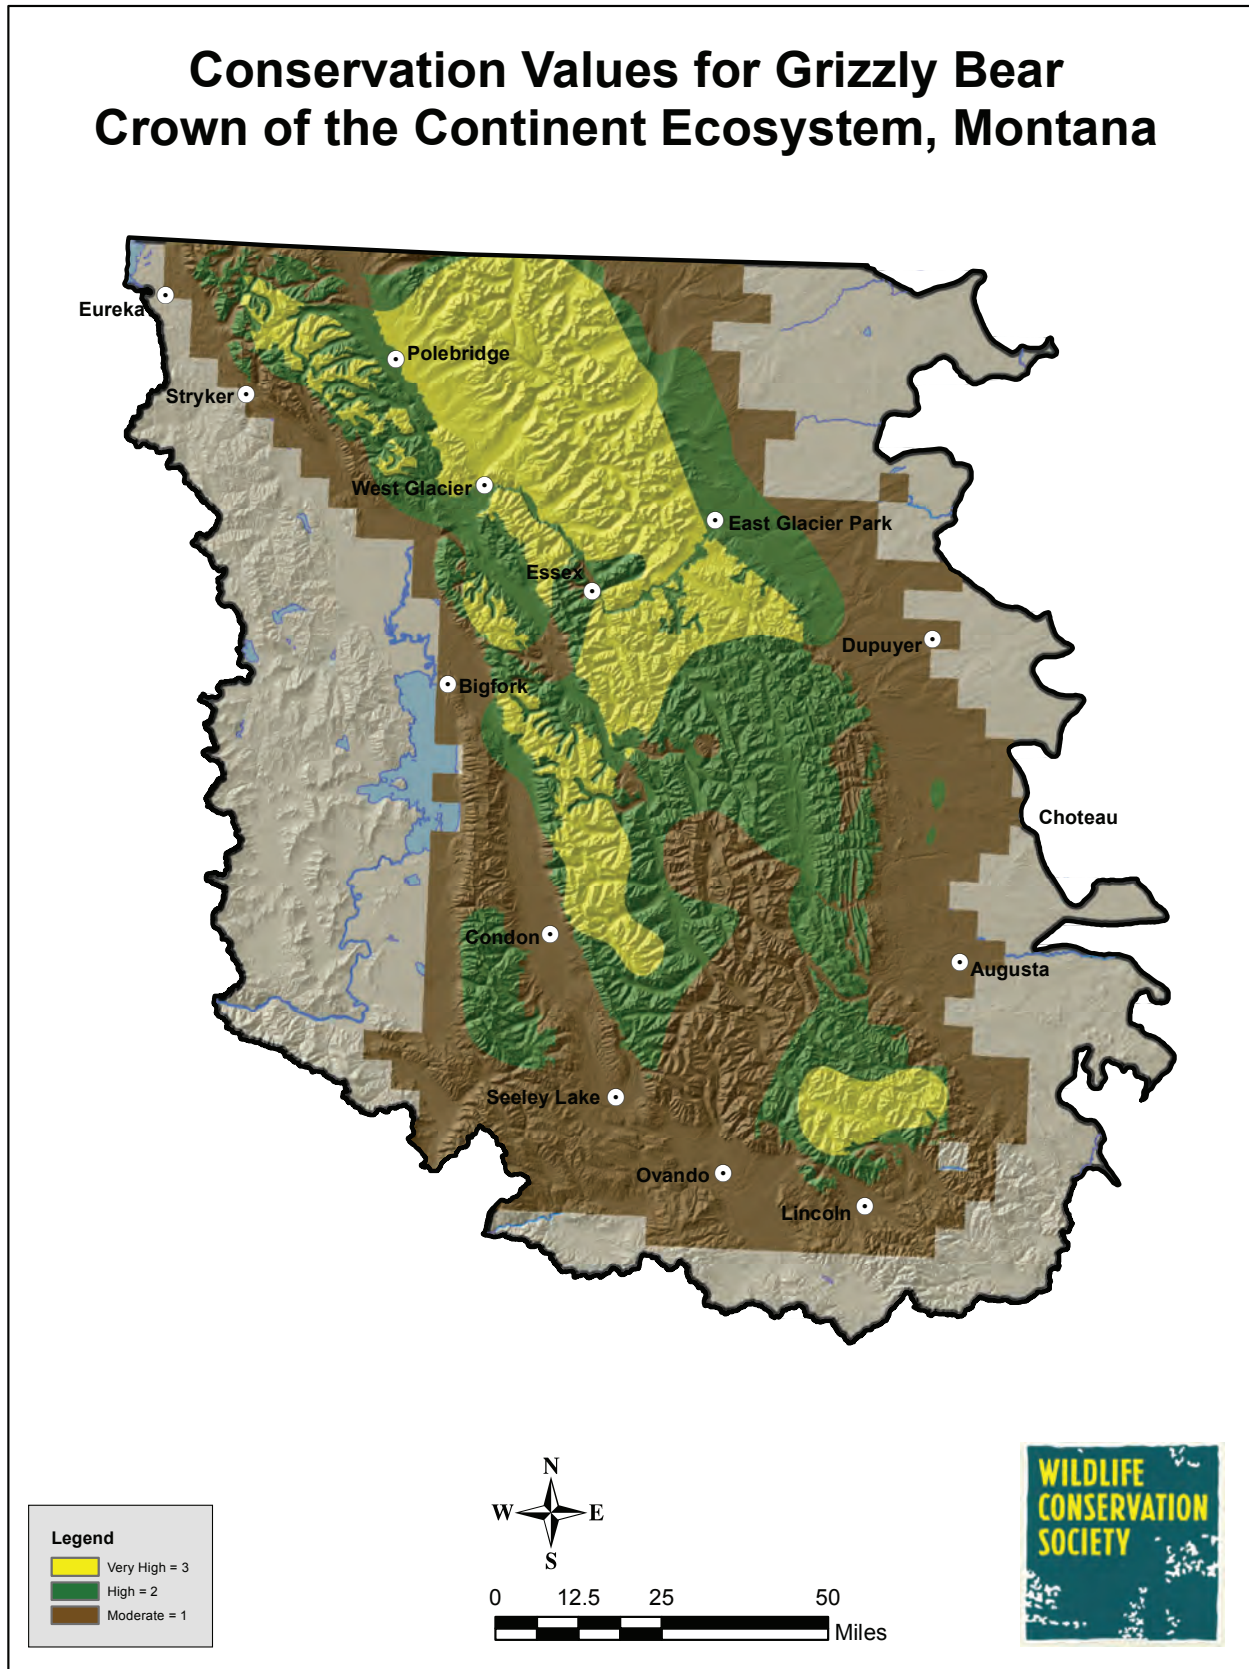 Conservation Values for Grizzly Bear
Crown of the Continent Ecosystem, Montana
Eureka
Polebridge
Stryker
West Glacier
East Glacier Park
Essex
Dupuyer
Bigfork
Choteau
Condon
Augusta
Seeley Lake
Ovando
Lincoln
Legend
Very High = 3
High = 2
Moderate = 1
N
W E
S
0 12.5 25 50
Miles
WILDLIFE
CONSERVATION
SOCIETY